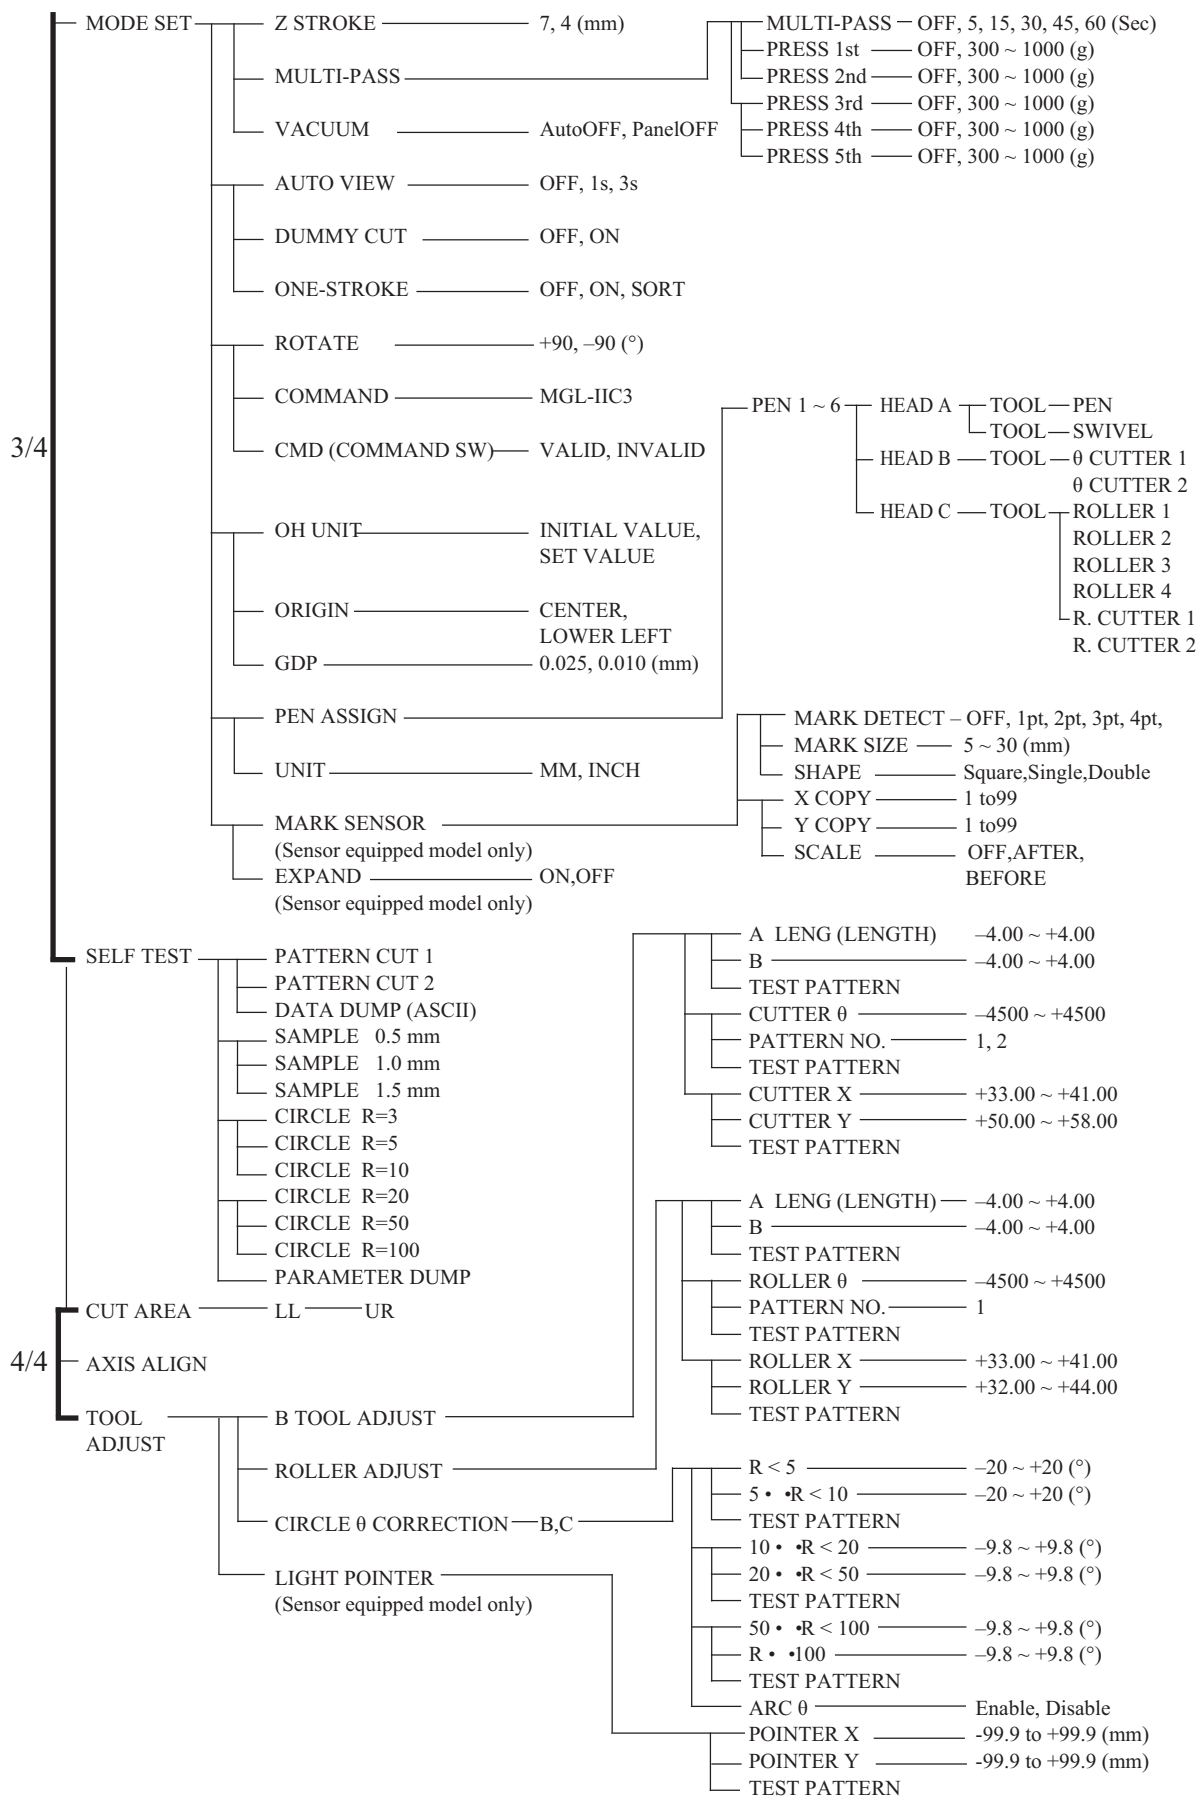 MODE SET
Z STROKE 7, 4 (mm)
MULTI-PASS
MULTI-PASS OFF, 5, 15, 30, 45, 60 (Sec)
PRESS 1st OFF, 300 ~ 1000 (g)
PRESS 2nd OFF, 300 ~ 1000 (g)
PRESS 3rd OFF, 300 ~ 1000 (g)
PRESS 4th OFF, 300 ~ 1000 (g)
PRESS 5th OFF, 300 ~ 1000 (g)
VACUUM AutoOFF, PanelOFF
AUTO VIEW OFF, 1s, 3s
DUMMY CUT OFF, ON
ONE-STROKE OFF, ON, SORT
ROTATE +90, –90 (°)
COMMAND MGL-IIC3
CMD (COMMAND SW) VALID, INVALID
3/4
OH UNIT INITIAL VALUE,
SET VALUE
ORIGIN CENTER,
LOWER LEFT
GDP 0.025, 0.010 (mm)
PEN ASSIGN
PEN 1 ~ 6 HEAD A TOOL PEN
TOOL SWIVEL
HEAD B TOOL θ CUTTER 1
θ CUTTER 2
HEAD C TOOL ROLLER 1
ROLLER 2
ROLLER 3
ROLLER 4
R. CUTTER 1
R. CUTTER 2
UNIT MM, INCH
MARK SENSOR
(Sensor equipped model only)
MARK DETECT – OFF, 1pt, 2pt, 3pt, 4pt,
MARK SIZE 5 ~ 30 (mm)
SHAPE Square,Single,Double
X COPY 1 to99
Y COPY 1 to99
SCALE OFF,AFTER,
BEFORE
EXPAND ON,OFF
(Sensor equipped model only)
SELF TEST
PATTERN CUT 1
PATTERN CUT 2
DATA DUMP (ASCII)
SAMPLE 0.5 mm
SAMPLE 1.0 mm
SAMPLE 1.5 mm
CIRCLE R=3
CIRCLE R=5
CIRCLE R=10
CIRCLE R=20
CIRCLE R=50
CIRCLE R=100
PARAMETER DUMP
CUT AREA LL UR
4/4
AXIS ALIGN
TOOL
ADJUST
B TOOL ADJUST
A LENG (LENGTH) –4.00 ~ +4.00
B –4.00 ~ +4.00
TEST PATTERN
CUTTER θ –4500 ~ +4500
PATTERN NO. 1, 2
TEST PATTERN
CUTTER X +33.00 ~ +41.00
CUTTER Y +50.00 ~ +58.00
TEST PATTERN
ROLLER ADJUST
A LENG (LENGTH) –4.00 ~ +4.00
B –4.00 ~ +4.00
TEST PATTERN
ROLLER θ –4500 ~ +4500
PATTERN NO. 1
TEST PATTERN
ROLLER X +33.00 ~ +41.00
ROLLER Y +32.00 ~ +44.00
TEST PATTERN
CIRCLE θ CORRECTION B,C
R < 5 –20 ~ +20 (°)
5 • •R < 10 –20 ~ +20 (°)
TEST PATTERN
10 • •R < 20 –9.8 ~ +9.8 (°)
20 • •R < 50 –9.8 ~ +9.8 (°)
TEST PATTERN
50 • •R < 100 –9.8 ~ +9.8 (°)
R • •100 –9.8 ~ +9.8 (°)
TEST PATTERN
ARC θ Enable, Disable
LIGHT POINTER
(Sensor equipped model only)
POINTER X -99.9 to +99.9 (mm)
POINTER Y -99.9 to +99.9 (mm)
TEST PATTERN